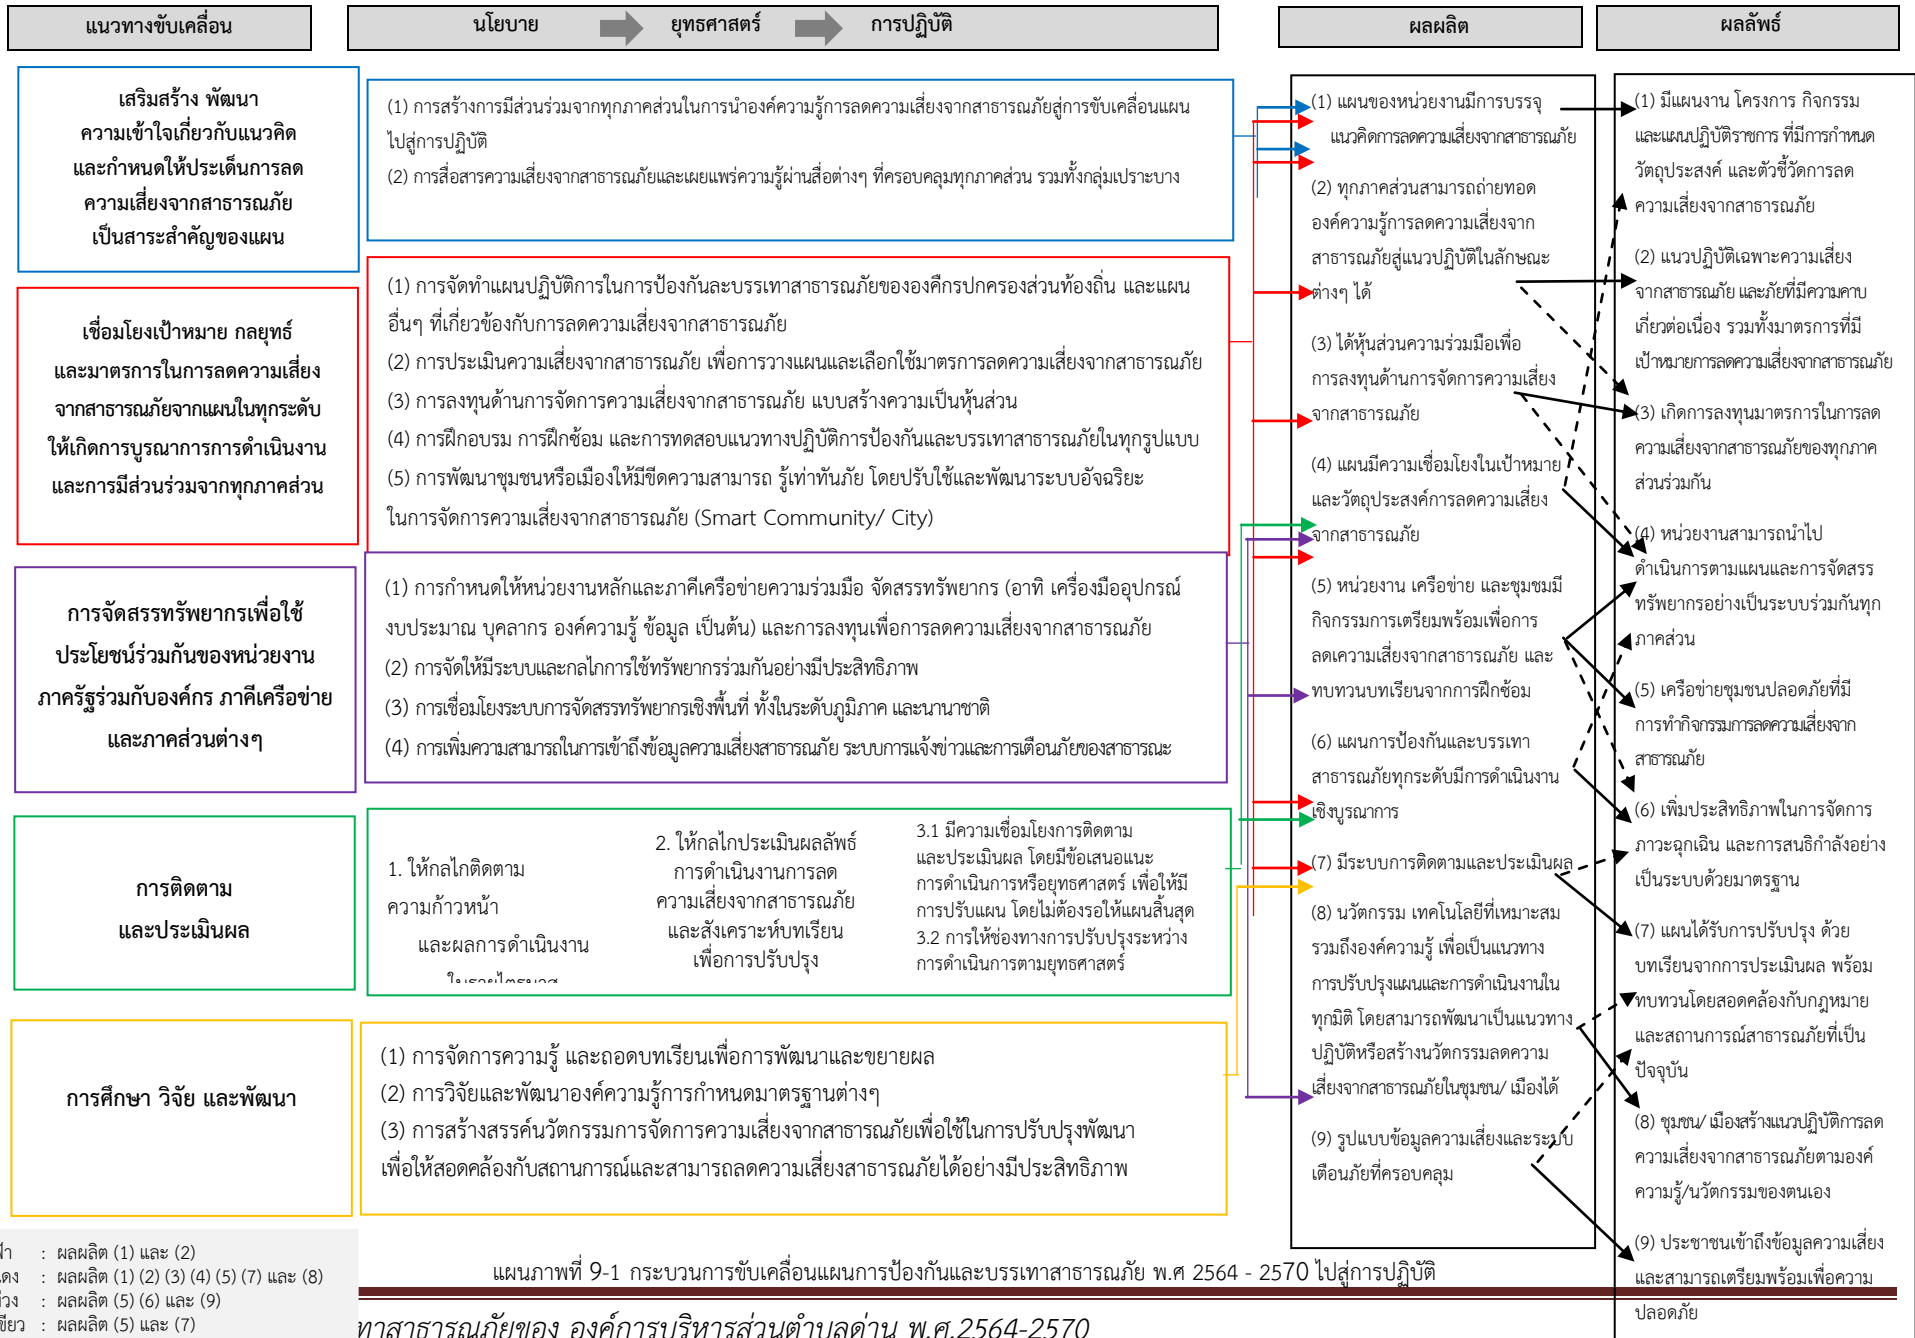 แนวทางขับเคลื่อน
นโยบาย
ยุทธศาสตร์
การปฏิบัติ
ผลผลิต
ผลลัพธ์
เสริมสร้าง พัฒนา
ความเข้าใจเกี่ยวกับแนวคิด
และกำหนดให้ประเด็นการลด
ความเสี่ยงจากสาธารณภัย
เป็นสาระสำคัญของแผน
(1) การสร้างการมีส่วนร่วมจากทุกภาคส่วนในการนำองค์ความรู้การลดความเสี่ยงจากสาธารณภัยสู่การขับเคลื่อนแผน
ไปสู่การปฏิบัติ
(2) การสื่อสารความเสี่ยงจากสาธารณภัยและเผยแพร่ความรู้ผ่านสื่อต่างๆ ที่ครอบคลุมทุกภาคส่วน รวมทั้งกลุ่มเปราะบาง
เชื่อมโยงเป้าหมาย กลยุทธ์
และมาตรการในการลดความเสี่ยง
จากสาธารณภัยจากแผนในทุกระดับ
ให้เกิดการบูรณาการการดำเนินงาน
และการมีส่วนร่วมจากทุกภาคส่วน
(1) การจัดทำแผนปฏิบัติการในการป้องกันละบรรเทาสาธารณภัยขององค์กรปกครองส่วนท้องถิ่น และแผน
อื่นๆ ที่เกี่ยวข้องกับการลดความเสี่ยงจากสาธารณภัย
(2) การประเมินความเสี่ยงจากสาธารณภัย เพื่อการวางแผนและเลือกใช้มาตรการลดความเสี่ยงจากสาธารณภัย
(3) การลงทุนด้านการจัดการความเสี่ยงจากสาธารณภัย แบบสร้างความเป็นหุ้นส่วน
(4) การฝึกอบรม การฝึกซ้อม และการทดสอบแนวทางปฏิบัติการป้องกันและบรรเทาสาธารณภัยในทุกรูปแบบ
(5) การพัฒนาชุมชนหรือเมืองให้มีขีดความสามารถ รู้เท่าทันภัย โดยปรับใช้และพัฒนาระบบอัจฉริยะ
ในการจัดการความเสี่ยงจากสาธารณภัย (Smart Community/ City)
การจัดสรรทรัพยากรเพื่อใช้
ประโยชน์ร่วมกันของหน่วยงาน
ภาครัฐร่วมกับองค์กร ภาคีเครือข่าย
และภาคส่วนต่างๆ
(1) การกำหนดให้หน่วยงานหลักและภาคีเครือข่ายความร่วมมือ จัดสรรทรัพยากร (อาทิ เครื่องมืออุปกรณ์
งบประมาณ บุคลากร องค์ความรู้ ข้อมูล เป็นต้น) และการลงทุนเพื่อการลดความเสี่ยงจากสาธารณภัย
(2) การจัดให้มีระบบและกลไกการใช้ทรัพยากรร่วมกันอย่างมีประสิทธิภาพ
(3) การเชื่อมโยงระบบการจัดสรรทรัพยากรเชิงพื้นที่ ทั้งในระดับภูมิภาค และนานาชาติ
(4) การเพิ่มความสามารถในการเข้าถึงข้อมูลความเสี่ยงสาธารณภัย ระบบการแจ้งข่าวและการเตือนภัยของสาธารณะ
การติดตาม
และประเมินผล
1. ให้กลไกติดตาม
ความก้าวหน้า
และผลการดำเนินงาน
ในรายไตรมาส
2. ให้กลไกประเมินผลลัพธ์
การดำเนินงานการลด
ความเสี่ยงจากสาธารณภัย
และสังเคราะห์บทเรียน
เพื่อการปรับปรุง
3.1 มีความเชื่อมโยงการติดตาม
และประเมินผล โดยมีข้อเสนอแนะ
การดำเนินการหรือยุทธศาสตร์ เพื่อให้มี
การปรับแผน โดยไม่ต้องรอให้แผนสิ้นสุด
3.2 การให้ช่องทางการปรับปรุงระหว่าง
การดำเนินการตามยุทธศาสตร์
การศึกษา วิจัย และพัฒนา
(1) การจัดการความรู้ และถอดบทเรียนเพื่อการพัฒนาและขยายผล
(2) การวิจัยและพัฒนาองค์ความรู้การกำหนดมาตรฐานต่างๆ
(3) การสร้างสรรค์นวัตกรรมการจัดการความเสี่ยงจากสาธารณภัยเพื่อใช้ในการปรับปรุงพัฒนา
เพื่อให้สอดคล้องกับสถานการณ์และสามารถลดความเสี่ยงสาธารณภัยได้อย่างมีประสิทธิภาพ
(1) แผนของหน่วยงานมีการบรรจุ
แนวคิดการลดความเสี่ยงจากสาธารณภัย
(2) ทุกภาคส่วนสามารถถ่ายทอด
องค์ความรู้การลดความเสี่ยงจาก
สาธารณภัยสู่แนวปฏิบัติในลักษณะ
ต่างๆ ได้
(3) ได้หุ้นส่วนความร่วมมือเพื่อ
การลงทุนด้านการจัดการความเสี่ยง
จากสาธารณภัย
(4) แผนมีความเชื่อมโยงในเป้าหมาย
และวัตถุประสงค์การลดความเสี่ยง
จากสาธารณภัย
(5) หน่วยงาน เครือข่าย และชุมชนมี
กิจกรรมการเตรียมพร้อมเพื่อการ
ลดเความเสี่ยงจากสาธารณภัย และ
ทบทวนบทเรียนจากการฝึกซ้อม
(6) แผนการป้องกันและบรรเทา
สาธารณภัยทุกระดับมีการดำเนินงาน
เชิงบูรณาการ
(7) มีระบบการติดตามและประเมินผล
(8) นวัตกรรม เทคโนโลยีที่เหมาะสม
รวมถึงองค์ความรู้ เพื่อเป็นแนวทาง
การปรับปรุงแผนและการดำเนินงานใน
ทุกมิติ โดยสามารถพัฒนาเป็นแนวทาง
ปฏิบัติหรือสร้างนวัตกรรมลดความ
เสี่ยงจากสาธารณภัยในชุมชน/ เมืองได้
(9) รูปแบบข้อมูลความเสี่ยงและระบบ
เตือนภัยที่ครอบคลุม
(1) มีแผนงาน โครงการ กิจกรรม
และแผนปฏิบัติราชการ ที่มีการกำหนด
วัตถุประสงค์ และตัวชี้วัดการลด
ความเสี่ยงจากสาธารณภัย
(2) แนวปฏิบัติเฉพาะความเสี่ยง
จากสาธารณภัย และภัยที่มีความคาบ
เกี่ยวต่อเนื่อง รวมทั้งมาตรการที่มี
เป้าหมายการลดความเสี่ยงจากสาธารณภัย
(3) เกิดการลงทุนมาตรการในการลด
ความเสี่ยงจากสาธารณภัยของทุกภาค
ส่วนร่วมกัน
(4) หน่วยงานสามารถนำไป
ดำเนินการตามแผนและการจัดสรร
ทรัพยากรอย่างเป็นระบบร่วมกันทุก
ภาคส่วน
(5) เครือข่ายชุมชนปลอดภัยที่มี
การทำกิจกรรมการลดความเสี่ยงจาก
สาธารณภัย
(6) เพิ่มประสิทธิภาพในการจัดการ
ภาวะฉุกเฉิน และการสนธิกำลังอย่าง
เป็นระบบด้วยมาตรฐาน
(7) แผนได้รับการปรับปรุง ด้วย
บทเรียนจากการประเมินผล พร้อม
ทบทวนโดยสอดคล้องกับกฎหมาย
และสถานการณ์สาธารณภัยที่เป็น
ปัจจุบัน
(8) ชุมชน/ เมืองสร้างแนวปฏิบัติการลด
ความเสี่ยงจากสาธารณภัยตามองค์
ความรู้/นวัตกรรมของตนเอง
(9) ประชาชนเข้าถึงข้อมูลความเสี่ยง
และสามารถเตรียมพร้อมเพื่อความ
ปลอดภัย
: ผลผลิต (1) และ (2)
: ผลผลิต (1) (2) (3) (4) (5) (7) และ (8)
: ผลผลิต (5) (6) และ (9)
: ผลผลิต (5) และ (7)
แผนภาพที่ 9-1 กระบวนการขับเคลื่อนแผนการป้องกันและบรรเทาสาธารณภัย พ.ศ 2564 - 2570 ไปสู่การปฏิบัติ
ทาสาธารณภัยของ องค์การบริหารส่วนตำบลด่าน พ.ศ.2564-2570